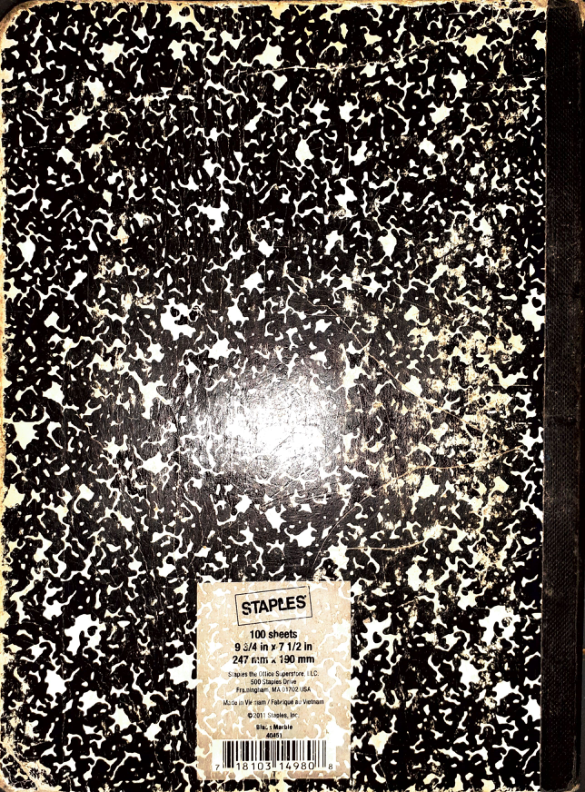 STAPLES
100 sheets
9 3/4 in x 7 1/2 in
247 mm x 190 mm
Staples the Office Superstore, LLC
500 Staples Drive
Framingham, MA 01702 USA
Made in Vietnam / Fabriqué au Vietnam
©2011 Staples, Inc.
Black Marble
40451
7 18103 14980 8